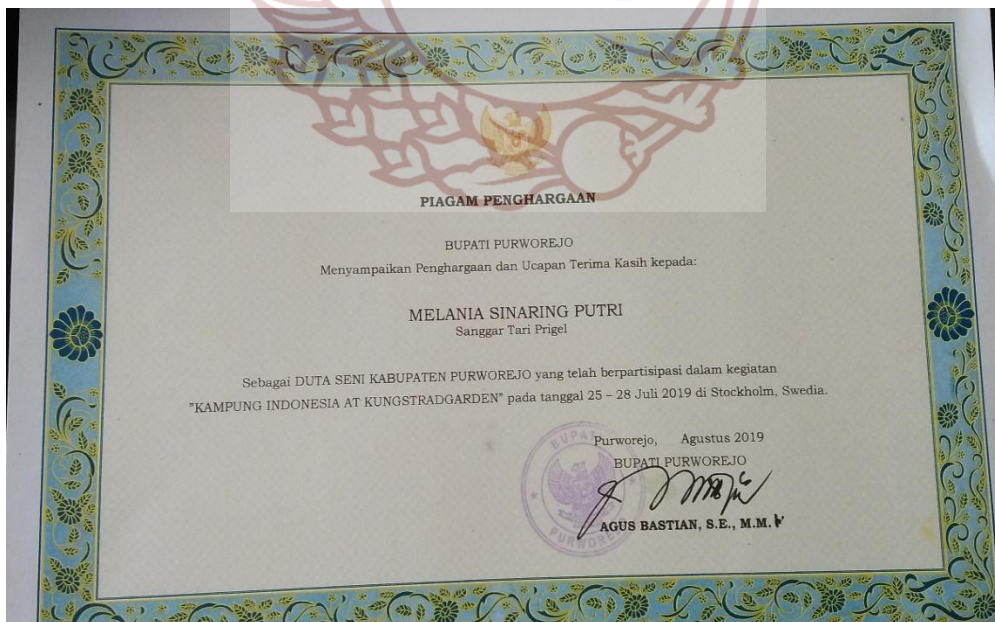 PIAGAM PENGHARGAAN
BUPATI PURWOREJO
Menyampaikan Penghargaan dan Ucapan Terima Kasih kepada:
MELANIA SINARING PUTRI
Sanggar Tari Prigel
Sebagai DUTA SENI KABUPATEN PURWOREJO yang telah berpartisipasi dalam kegiatan
"KAMPUNG INDONESIA AT KUNGSTRADGARDEN" pada tanggal 25 – 28 Juli 2019 di Stockholm, Swedia.
Purworejo, Agustus 2019
BUPATI PURWOREJO
AGUS BASTIAN, S.E., M.M.